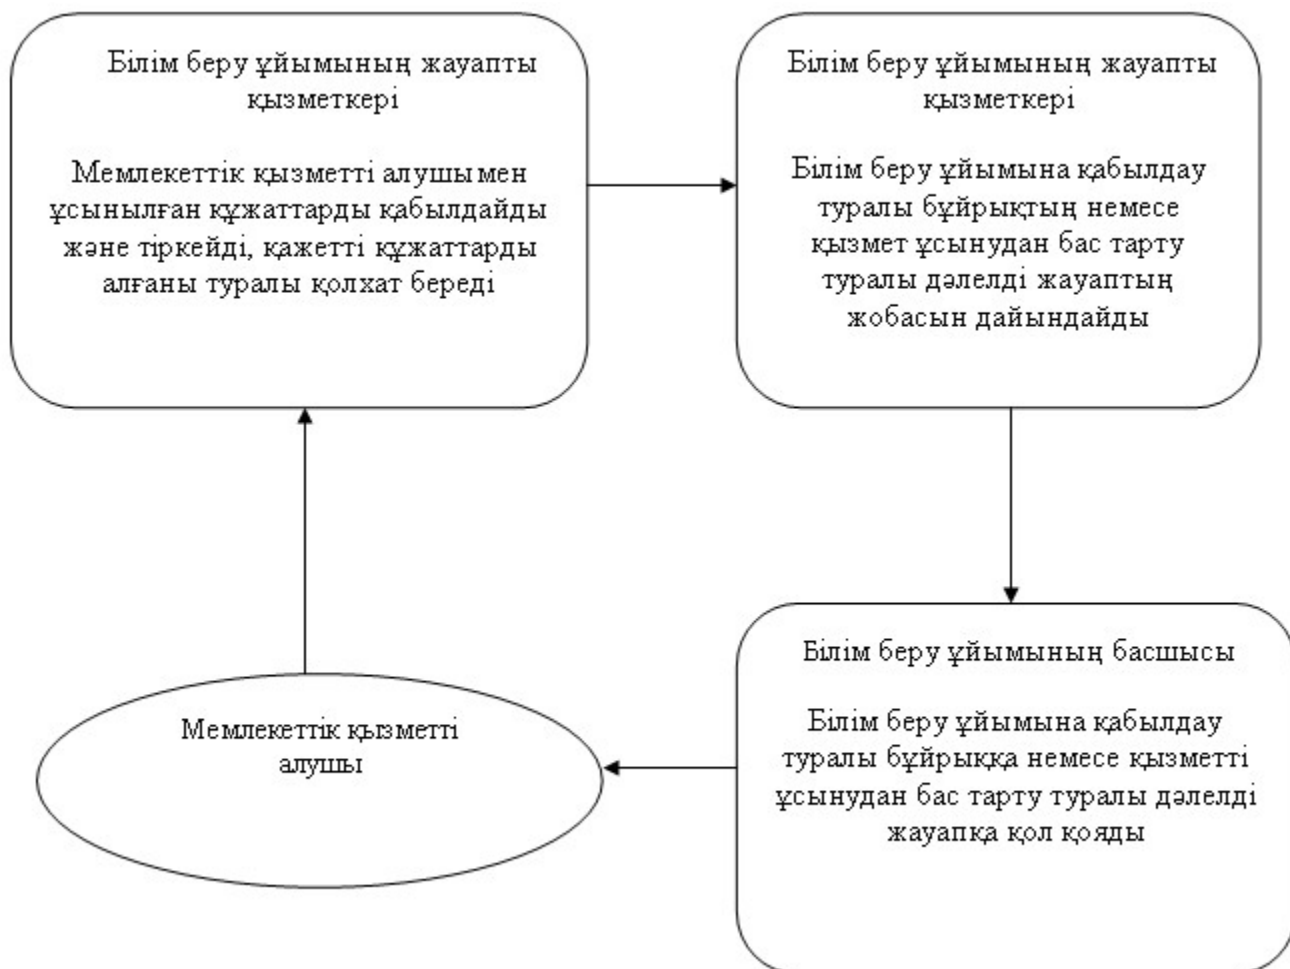 Білім беру ұйымының жауапты
қызметкері
Мемлекеттік қызметті алушымен
ұсынылған құжаттарды қабылдайды
және тіркейді, қажетті құжаттарды
алғаны туралы қолхат береді
Білім беру ұйымының жауапты
қызметкері
Білім беру ұйымына қабылдау
туралы бұйрықтың немесе
қызмет ұсынудан бас тарту
туралы дәлелді жауаптың
жобасын дайындайды
Білім беру ұйымының басшысы
Білім беру ұйымына қабылдау
туралы бұйрыққа немесе қызметті
ұсынудан бас тарту туралы дәлелді
жауапқа қол қояды
Мемлекеттік қызметті
алушы